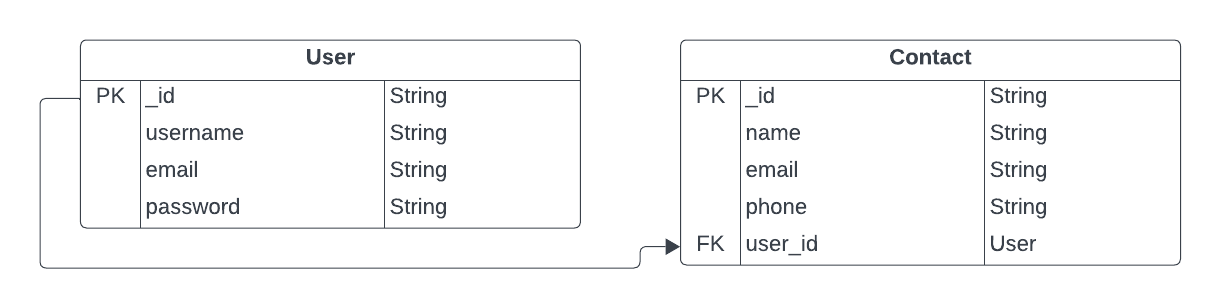 User
PK _id String
username String
email String
password String
Contact
PK _id String
name String
email String
phone String
FK user_id User